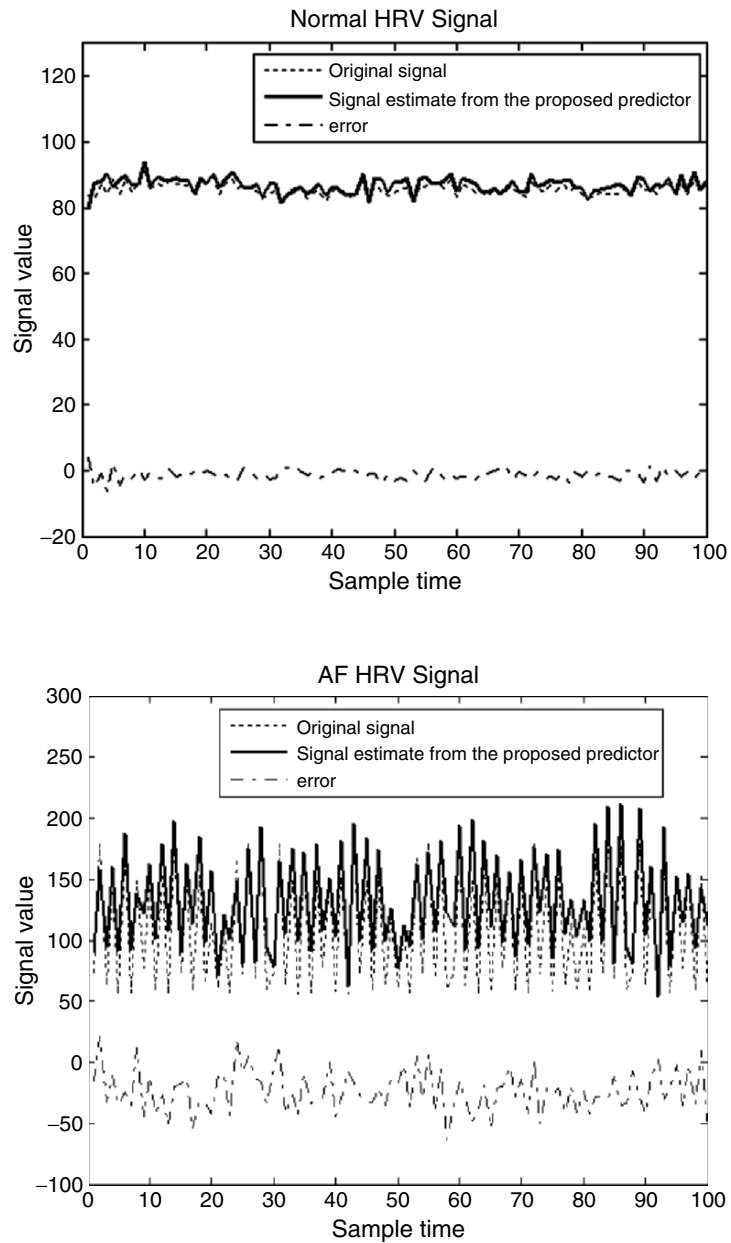 Normal HRV Signal
120
100
80
60
40
20
0
−20
Signal value
Original signal
Signal estimate from the proposed predictor
error
0 10 20 30 40 50 60 70 80 90 100
Sample time
AF HRV Signal
300
250
200
150
100
50
0
−50
−100
Signal value
Original signal
Signal estimate from the proposed predictor
error
0 10 20 30 40 50 60 70 80 90 100
Sample time